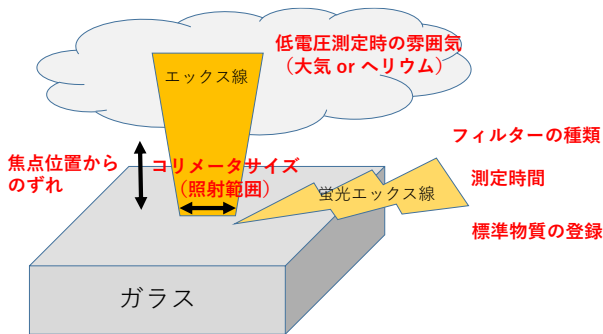 低電圧測定時の雰囲気
（大気 or ヘリウム）
エックス線
フィルターの種類
焦点位置から
のずれ
コリメータサイズ
（照射範囲）
測定時間
蛍光エックス線
標準物質の登録
ガラス